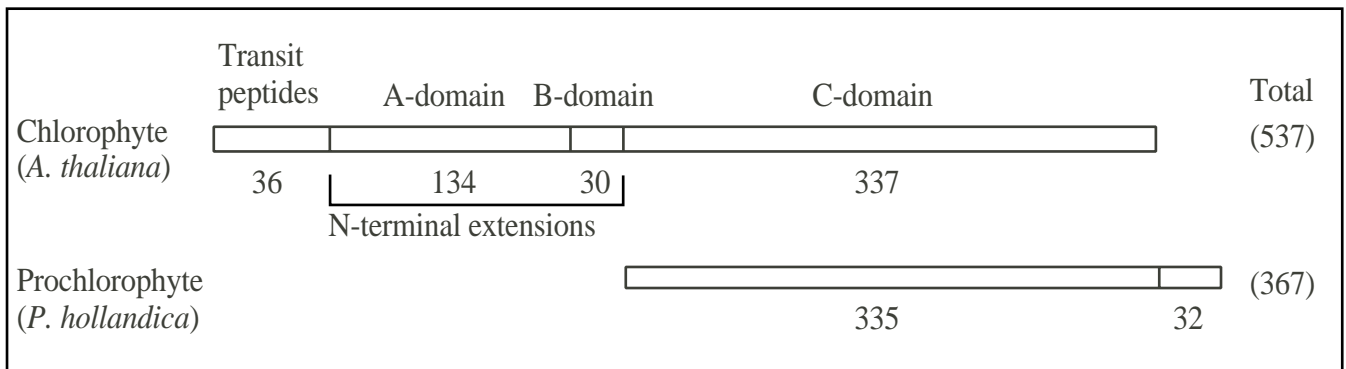 Transit
peptides A-domain B-domain C-domain Total
Chlorophyte (537)
(A. thaliana)
36 134 30 337
N-terminal extensions
Prochlorophyte (367)
(P. hollandica) 335 32